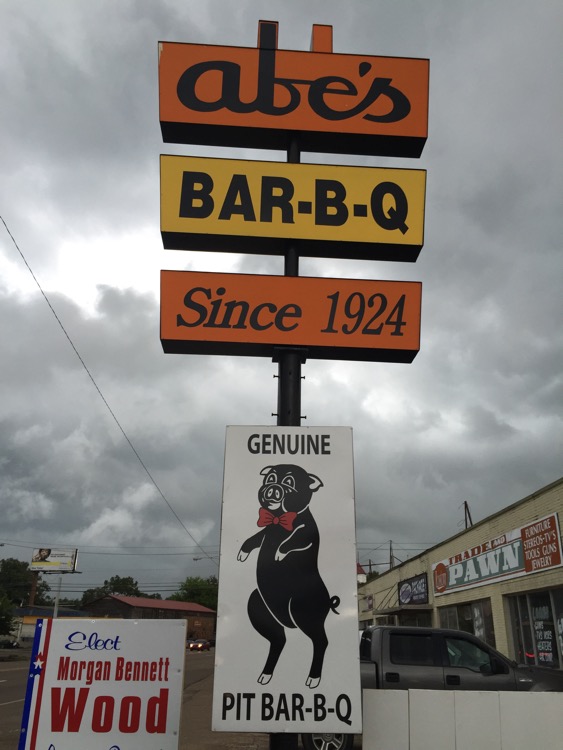 abe's
BAR-B-Q
Since 1924
GENUINE
PIT BAR-B-Q
Elect
Morgan Bennett
Wood
TRADE AND
PAWN
FURNITURE
STEREOS-TV'S
TOOLS GUNS
JEWELRY